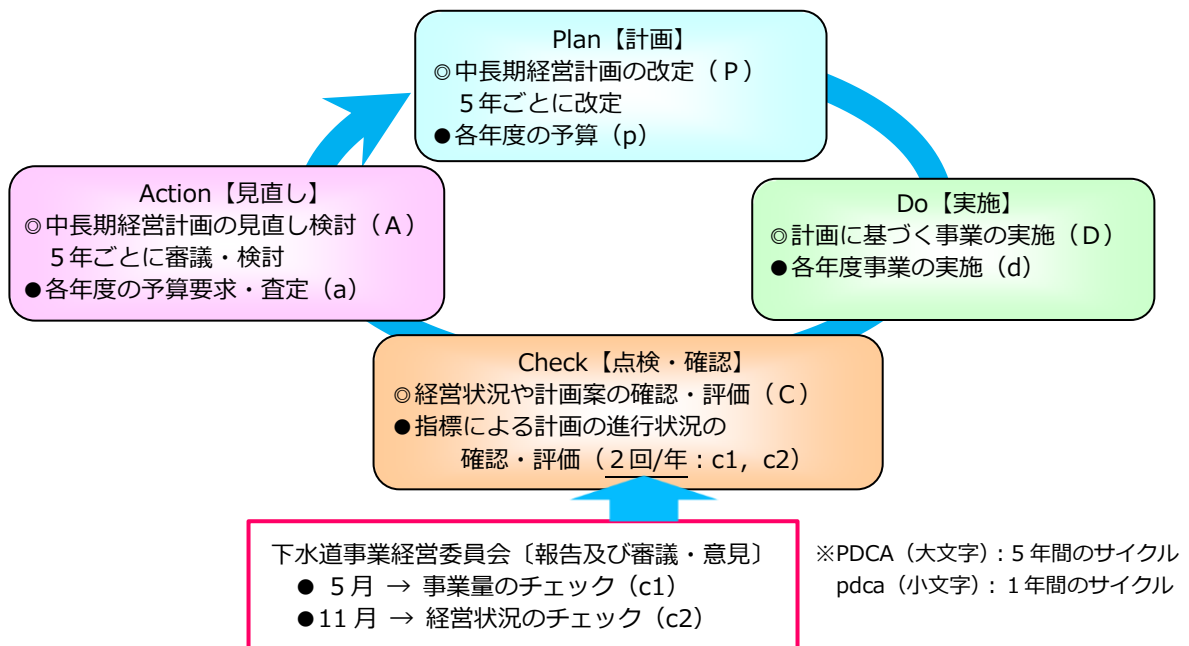 Plan【計画】
◎中長期経営計画の改定（Ｐ）
５年ごとに改定
●各年度の予算（p）
Action【見直し】
◎中長期経営計画の見直し検討（Ａ）
５年ごとに審議・検討
●各年度の予算要求・査定（a）
Do【実施】
◎計画に基づく事業の実施（Ｄ）
●各年度事業の実施（d）
Check【点検・確認】
◎経営状況や計画案の確認・評価（Ｃ）
●指標による計画の進行状況の
確認・評価（２回/年：c1，c2）
下水道事業経営委員会〔報告及び審議・意見〕
● 5月 → 事業量のチェック（c1）
●11月 → 経営状況のチェック（c2）
※PDCA（大文字）：５年間のサイクル
pdca（小文字）：１年間のサイクル